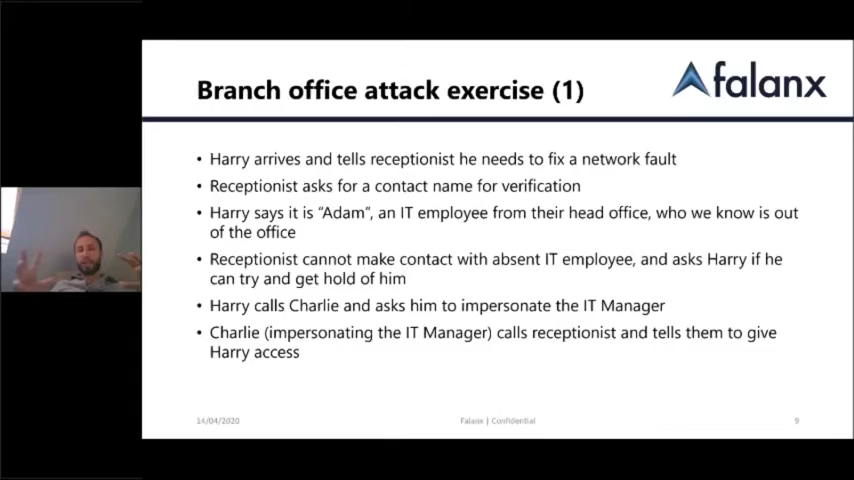 falanx
Branch office attack exercise (1)
• Harry arrives and tells receptionist he needs to fix a network fault
• Receptionist asks for a contact name for verification
• Harry says it is “Adam”, an IT employee from their head office, who we know is out
of the office
• Receptionist cannot make contact with absent IT employee, and asks Harry if he
can try and get hold of him
• Harry calls Charlie and asks him to impersonate the IT Manager
• Charlie (impersonating the IT Manager) calls receptionist and tells them to give
Harry access
14/04/2020
Falanx | Confidential
9